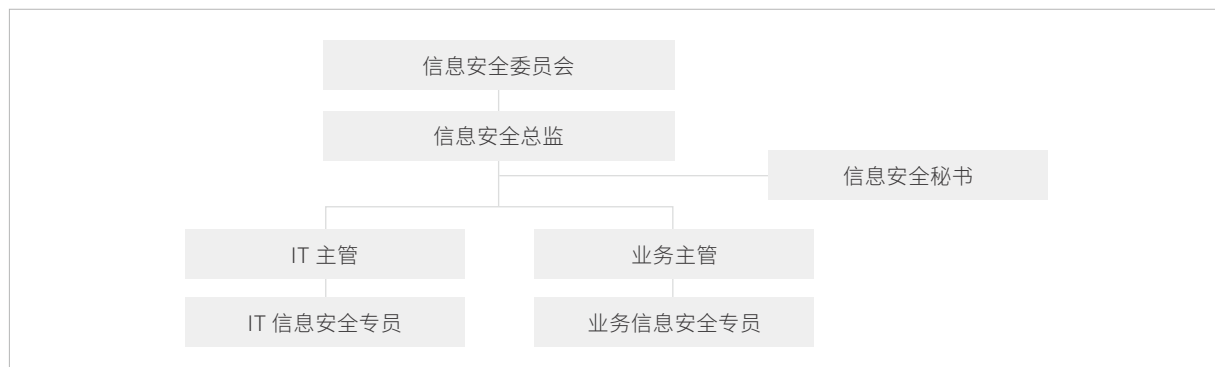 信息安全委员会
信息安全总监
信息安全秘书
IT 主管
业务主管
IT 信息安全专员
业务信息安全专员